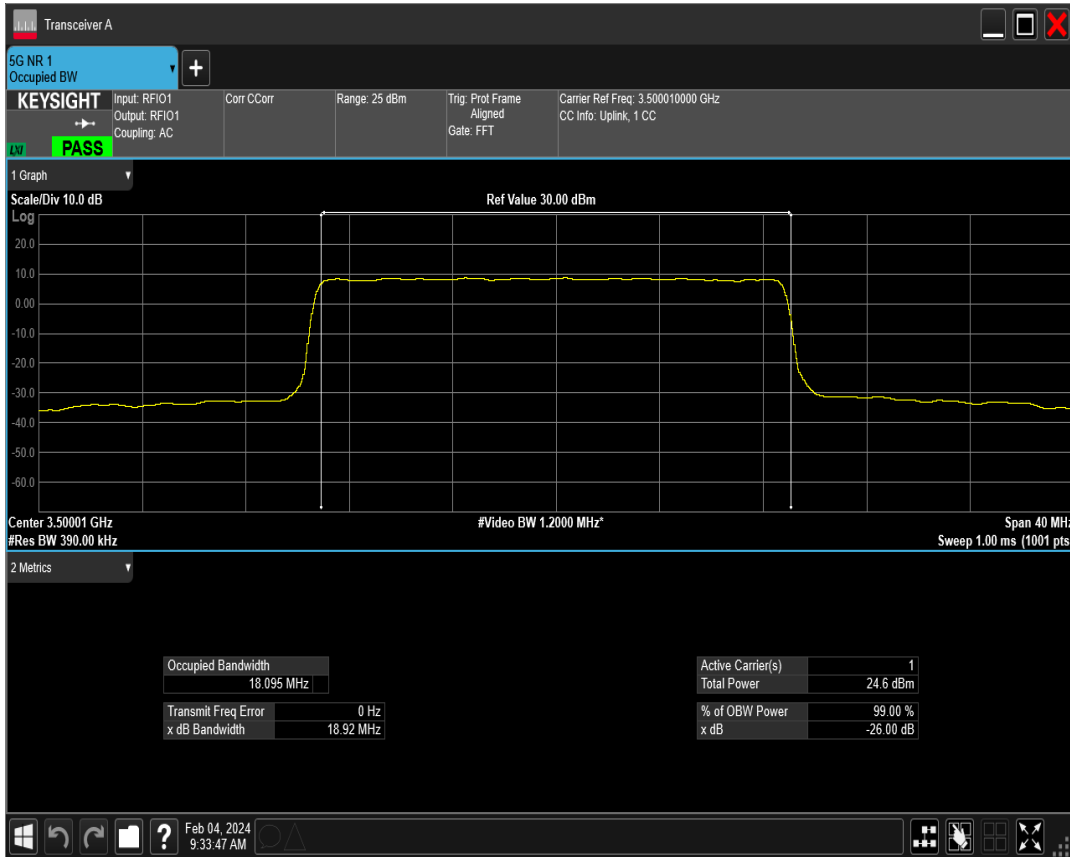 Transceiver A
5G NR 1
Occupied BW
+
KEYSIGHT
LXI
PASS
Input: RFIO1
Output: RFIO1
Coupling: AC
Corr CCorr
Range: 25 dBm
Trig: Prot Frame
Aligned
Gate: FFT
Carrier Ref Freq: 3.500010000 GHz
CC Info: Uplink, 1 CC
1 Graph
Scale/Div 10.0 dB
Ref Value 30.00 dBm
Log
20.0
10.0
0.00
-10.0
-20.0
-30.0
-40.0
-50.0
-60.0
Center 3.50001 GHz
#Video BW 1.2000 MHz*
Span 40 MHz
#Res BW 390.00 kHz
Sweep 1.00 ms (1001 pts
2 Metrics
Occupied Bandwidth
18.095 MHz
Transmit Freq Error 0 Hz
x dB Bandwidth 18.92 MHz
Active Carrier(s) 1
Total Power 24.6 dBm
% of OBW Power 99.00 %
x dB -26.00 dB
?
Feb 04, 2024
9:33:47 AM